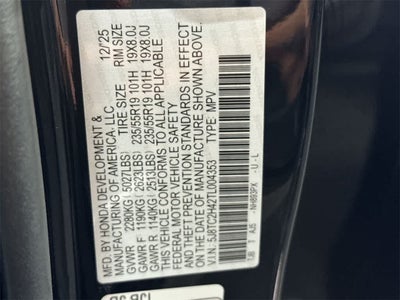 MFD. BY HONDA DEVELOPMENT & 12/25
MANUFACTURING OF AMERICA, LLC
TIRE SIZE RIM SIZE
GVWR 2280KG (5027LBS)
GAWR F 1190KG (2623LBS) 235/55R19 101H 19X8.0J
GAWR R 1140KG (2513LBS) 235/55R19 101H 19X8.0J
THIS VEHICLE CONFORMS TO ALL APPLICABLE
FEDERAL MOTOR VEHICLE SAFETY
AND THEFT PREVENTION STANDARDS IN EFFECT
ON THE DATE OF MANUFACTURE SHOWN ABOVE.
V.I.N.: 5J8TC2H42TL004353 TYPE: MPV